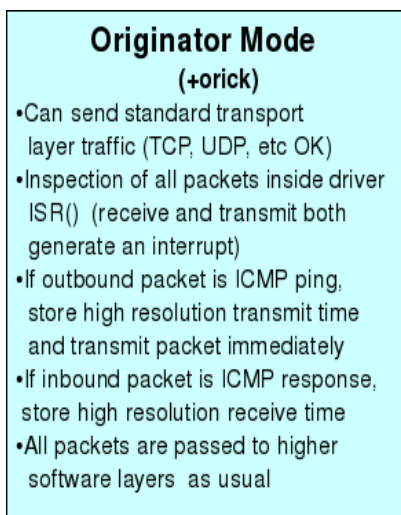 Originator Mode
(+orick)
•Can send standard transport
layer traffic (TCP, UDP, etc OK)
•Inspection of all packets inside driver
ISR() (receive and transmit both
generate an interrupt)
•If outbound packet is ICMP ping,
store high resolution transmit time
and transmit packet immediately
•If inbound packet is ICMP response,
store high resolution receive time
•All packets are passed to higher
software layers as usual